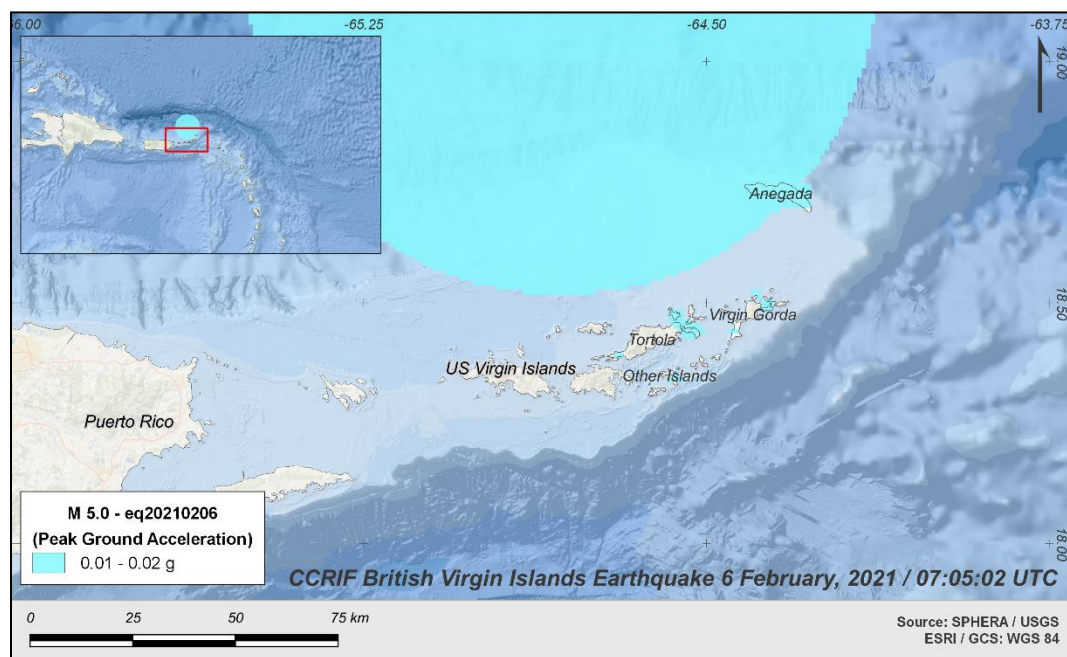 -66.00
-65.25
-64.50
-63.75
19.00
Anegada
18.50
Virgin Gorda
Tortola
US Virgin Islands
Other Islands
Puerto Rico
M 5.0 - eq20210206
(Peak Ground Acceleration)
0.01 - 0.02 g
18.00
CCRIF British Virgin Islands Earthquake 6 February, 2021 / 07:05:02 UTC
0 25 50 75 km
Source: SPHERA / USGS
ESRI / GCS: WGS 84